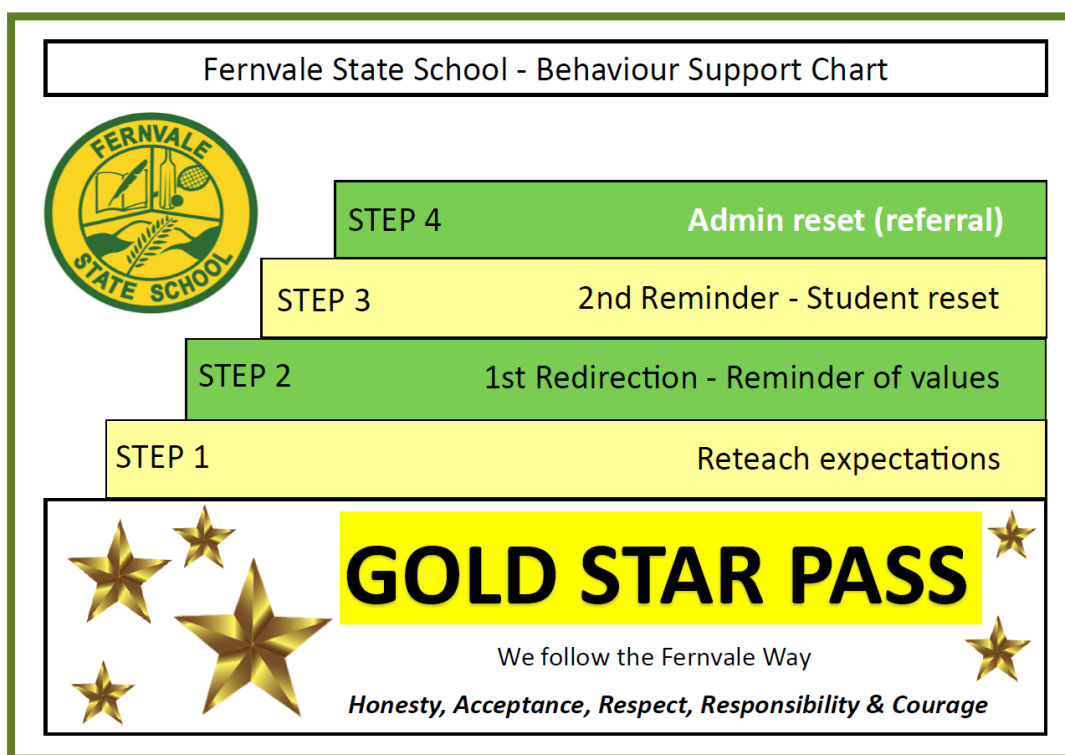 Fernvale State School - Behaviour Support Chart
FERNVALE
STATE SCHOOL
STEP 4 Admin reset (referral)
STEP 3 2nd Reminder - Student reset
STEP 2 1st Redirection - Reminder of values
STEP 1 Reteach expectations
GOLD STAR PASS
We follow the Fernvale Way
Honesty, Acceptance, Respect, Responsibility & Courage